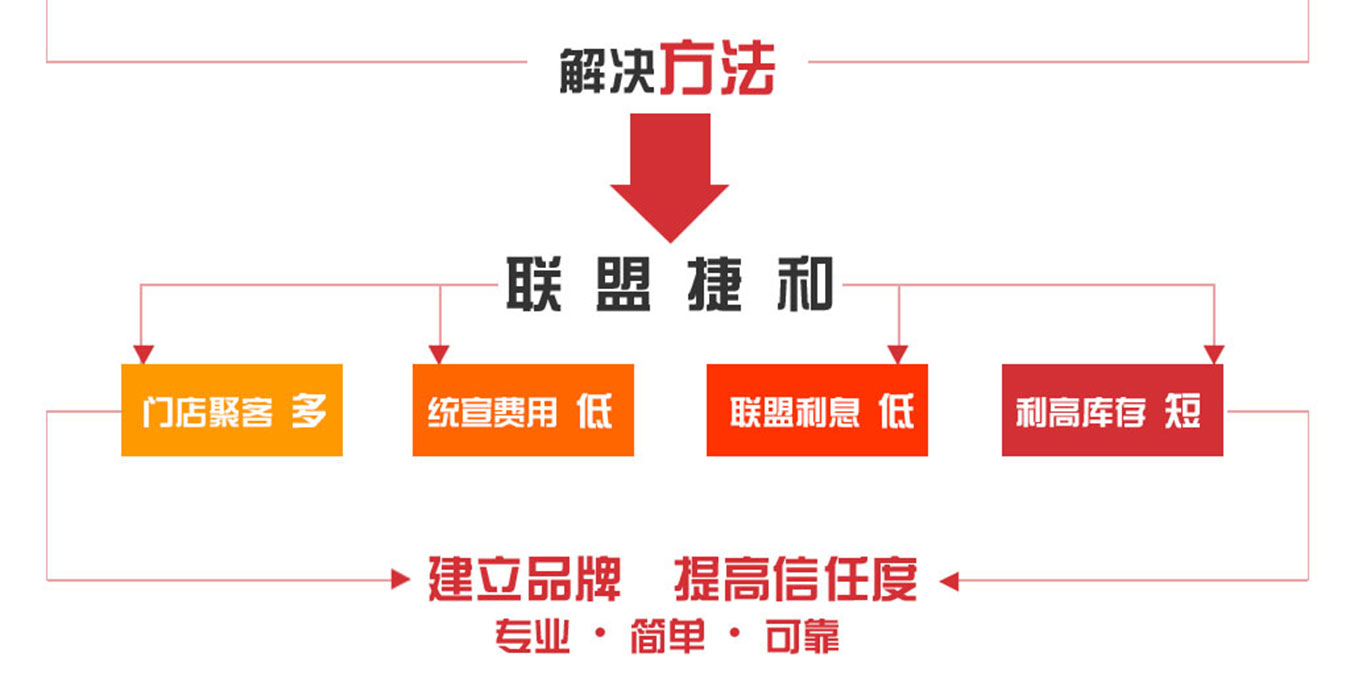 解决方法
联盟捷和
门店聚客 多
统宣费用 低
联盟利息 低
利高库存 短
建立品牌 提高信任度
专业·简单·可靠